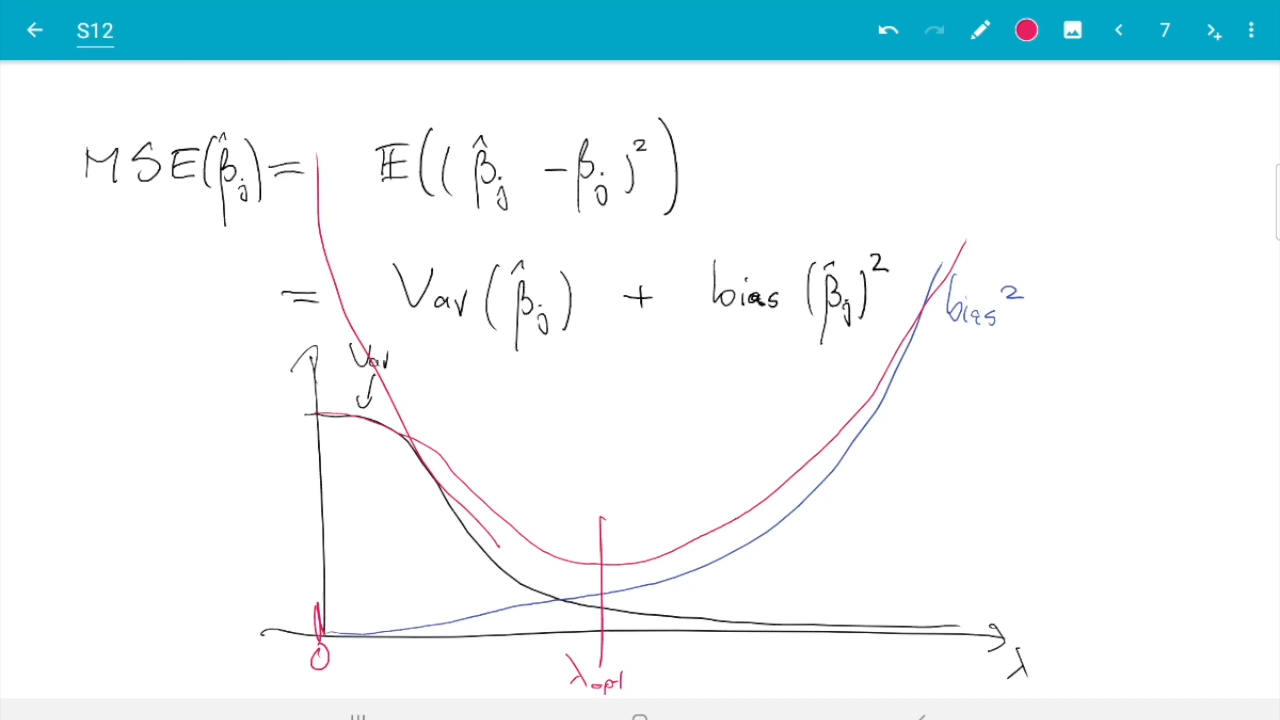 S12
7
MSE(β̂ⱼ) = 𝔼((β̂ⱼ − βⱼ)²)
= Var(β̂ⱼ) + bias(β̂ⱼ)²
bias²
Var
0
λopt
λ